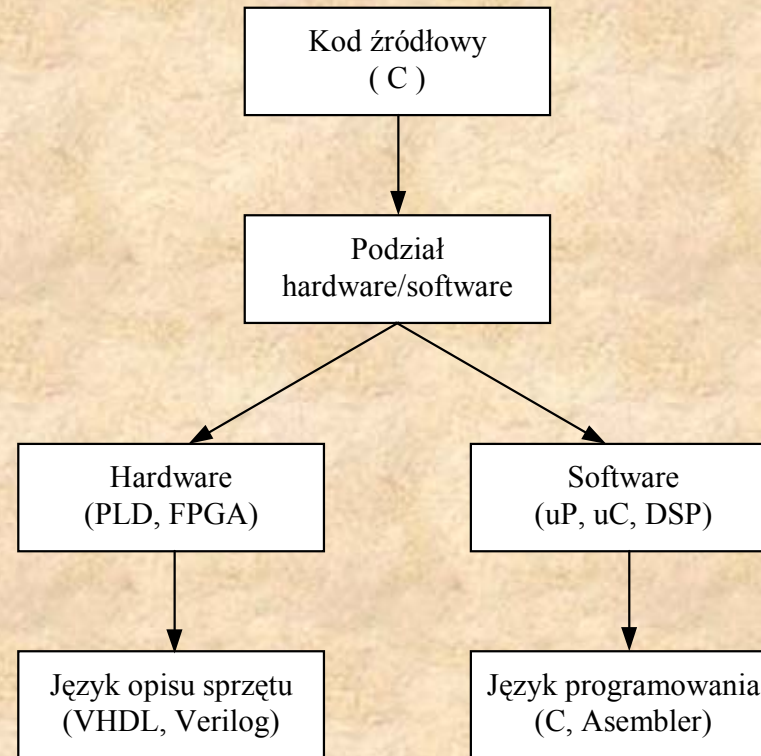 Kod źródłowy
( C )
Podział
hardware/software
Hardware
(PLD, FPGA)
Software
(uP, uC, DSP)
Język opisu sprzętu
(VHDL, Verilog)
Język programowania
(C, Asembler)